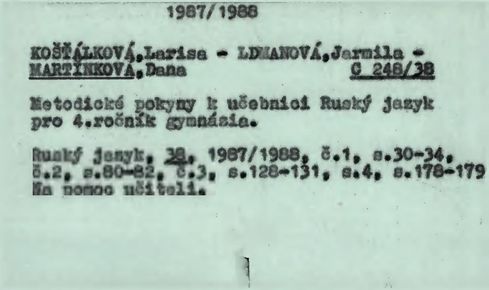 1987/1988
KOŠŤÁLKOVÁ,Larisa - LDMANOVÁ,Jarmila -
MARTINKOVÁ,Dana G 248/38
Metodické pokyny k učebnici Ruský jazyk
pro 4.ročník gymnázia.
Ruský jazyk, 38, 1987/1988, č.1, s.30-34,
č.2, s.80-82, č.3, s.128-131, s.4, s.178-179
Na pomoc učiteli.